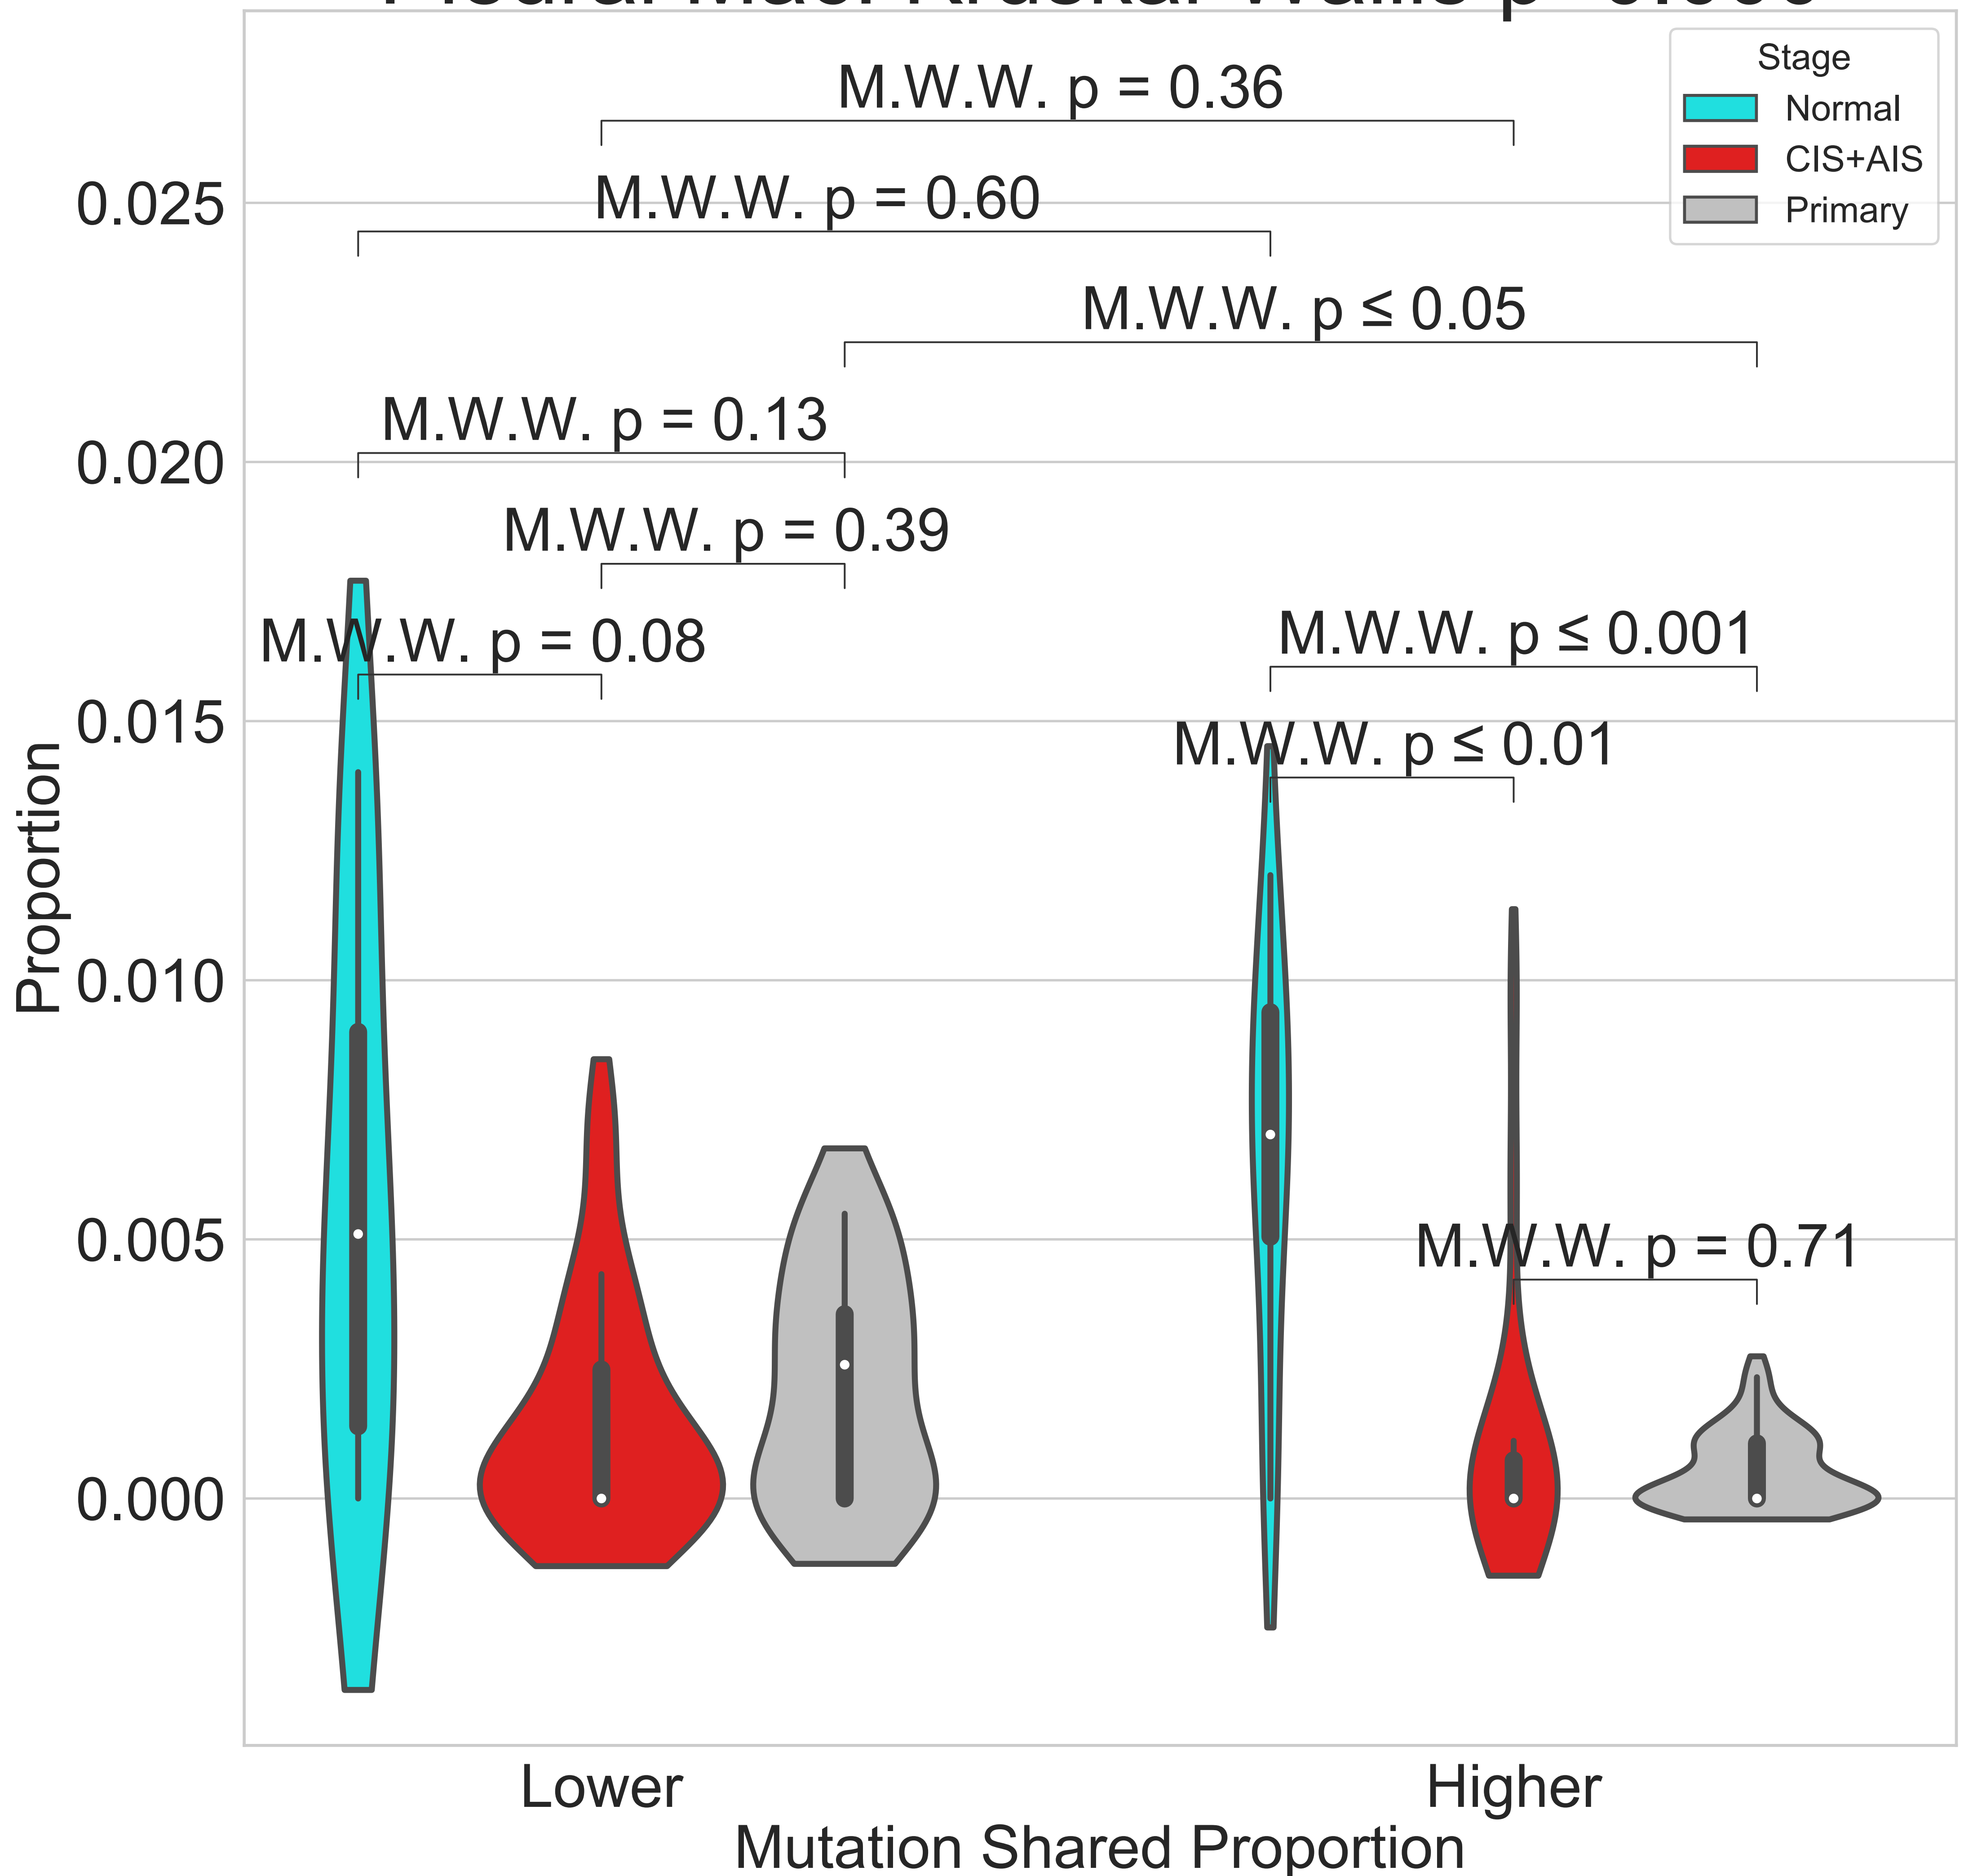 Stage
Normal
CIS+AIS
Primary
M.W.W. p = 0.36
M.W.W. p = 0.60
M.W.W. p ≤ 0.05
M.W.W. p = 0.13
M.W.W. p = 0.39
M.W.W. p = 0.08
M.W.W. p ≤ 0.001
M.W.W. p ≤ 0.01
M.W.W. p = 0.71
0.025
0.020
0.015
0.010
0.005
0.000
Proportion
Lower
Higher
Mutation Shared Proportion